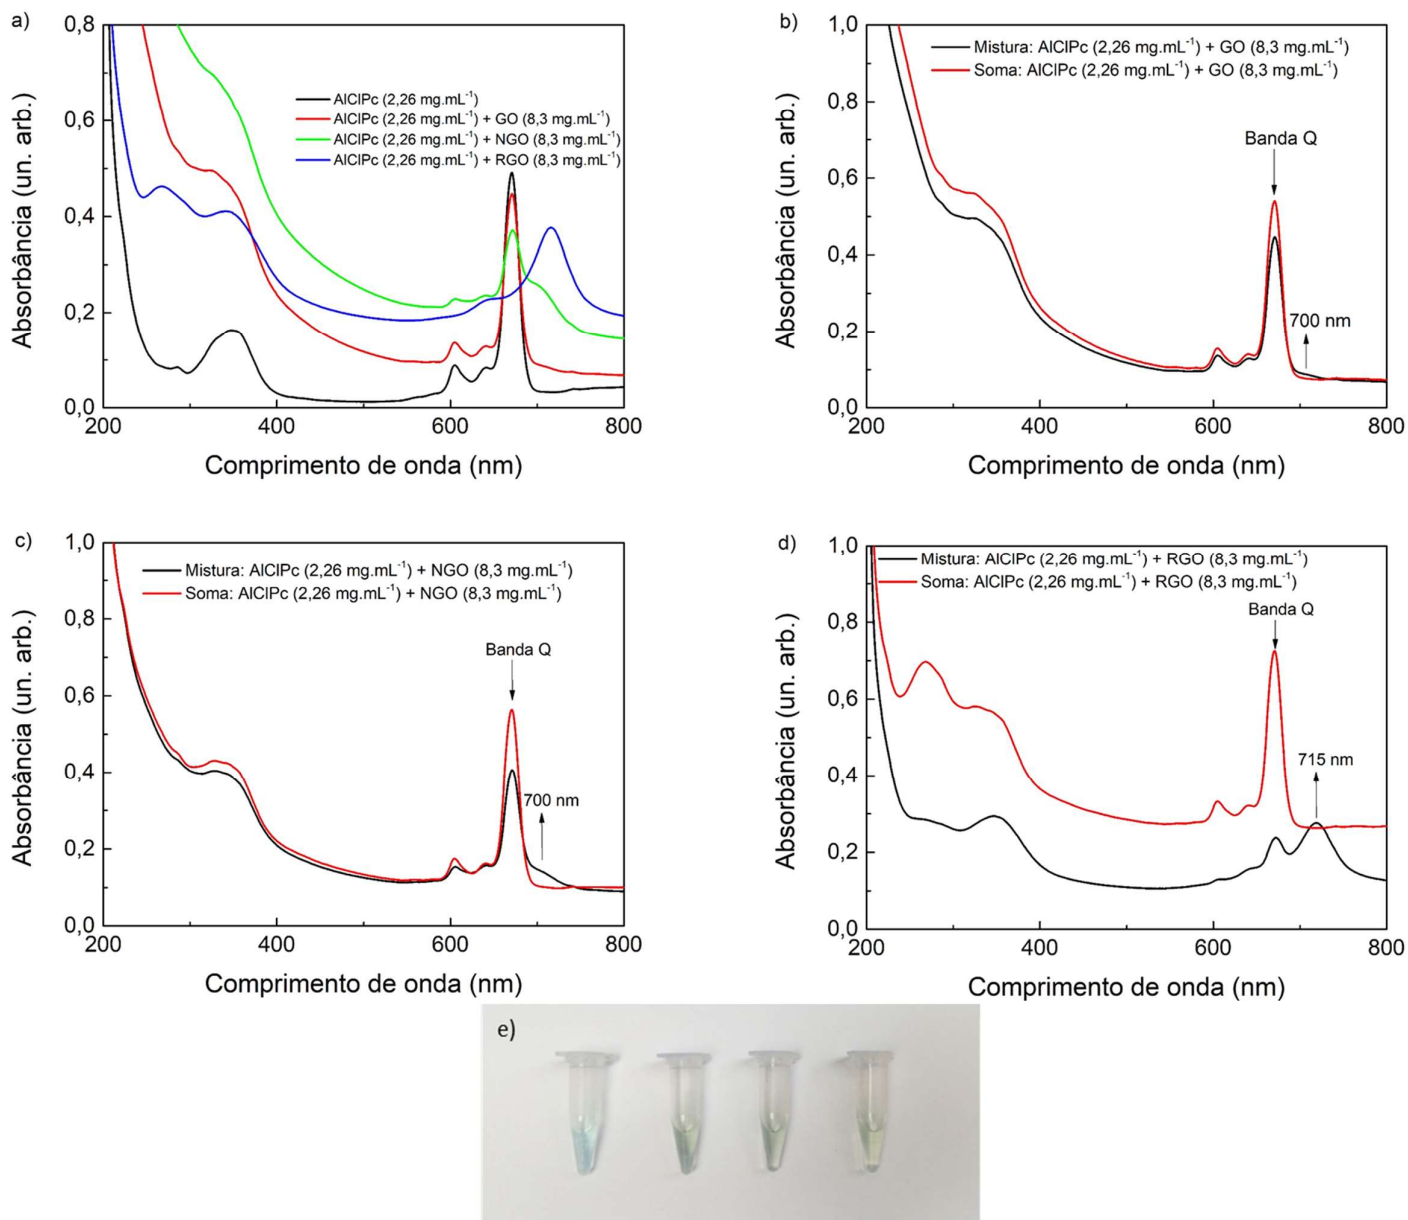 a)
0,8
0,6
0,4
0,2
0,0
Absorbância (un. arb.)
AlClPc (2,26 mg.mL⁻¹)
AlClPc (2,26 mg.mL⁻¹) + GO (8,3 mg.mL⁻¹)
AlClPc (2,26 mg.mL⁻¹) + NGO (8,3 mg.mL⁻¹)
AlClPc (2,26 mg.mL⁻¹) + RGO (8,3 mg.mL⁻¹)
200 400 600 800
Comprimento de onda (nm)
b)
1,0
0,8
0,6
0,4
0,2
0,0
Absorbância (un. arb.)
Mistura: AlClPc (2,26 mg.mL⁻¹) + GO (8,3 mg.mL⁻¹)
Soma: AlClPc (2,26 mg.mL⁻¹) + GO (8,3 mg.mL⁻¹)
Banda Q
700 nm
200 400 600 800
Comprimento de onda (nm)
c)
1,0
0,8
0,6
0,4
0,2
0,0
Absorbância (un. arb.)
Mistura: AlClPc (2,26 mg.mL⁻¹) + NGO (8,3 mg.mL⁻¹)
Soma: AlClPc (2,26 mg.mL⁻¹) + NGO (8,3 mg.mL⁻¹)
Banda Q
700 nm
200 400 600 800
Comprimento de onda (nm)
d)
1,0
0,8
0,6
0,4
0,2
0,0
Absorbância (un. arb.)
Mistura: AlClPc (2,26 mg.mL⁻¹) + RGO (8,3 mg.mL⁻¹)
Soma: AlClPc (2,26 mg.mL⁻¹) + RGO (8,3 mg.mL⁻¹)
Banda Q
715 nm
200 400 600 800
Comprimento de onda (nm)
e)